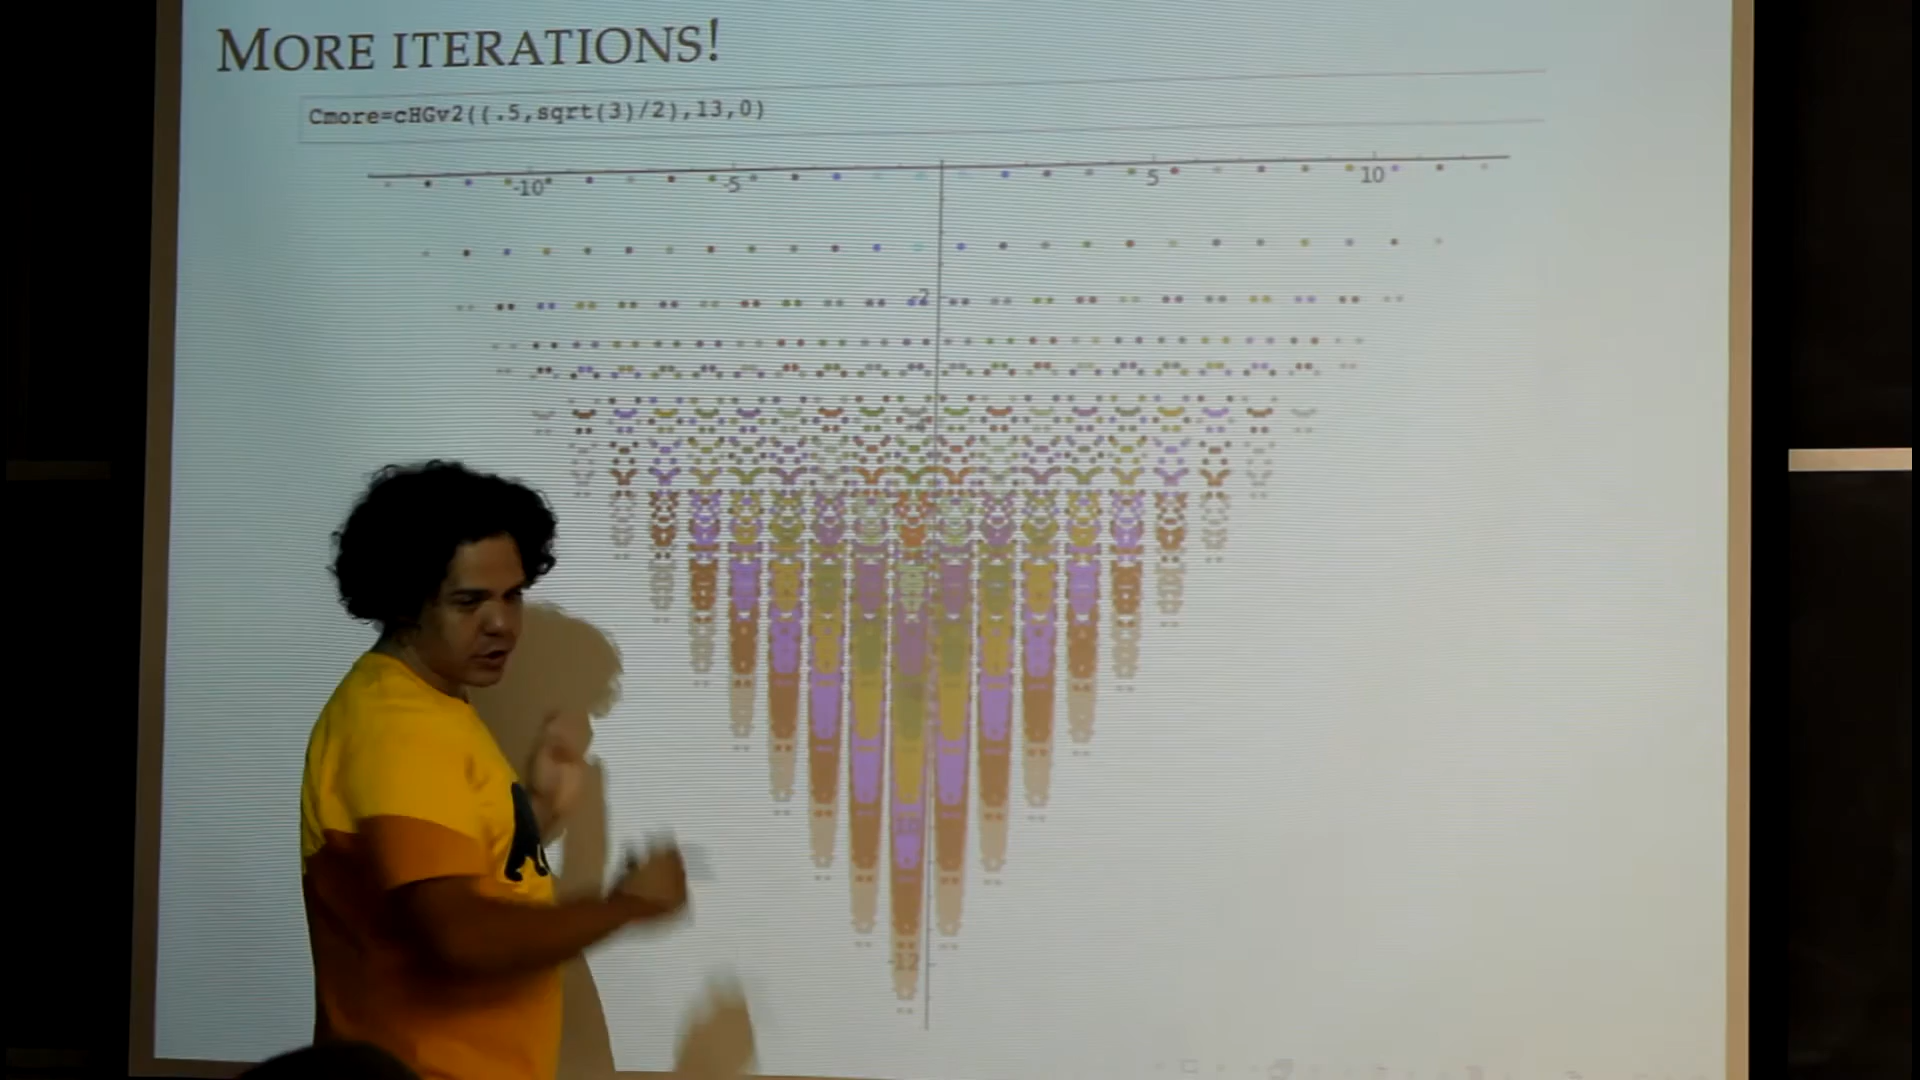 MORE ITERATIONS!
Cmore=cHGv2((.5,sqrt(3)/2),13,0)
-10 -5 5 10
-2
-12